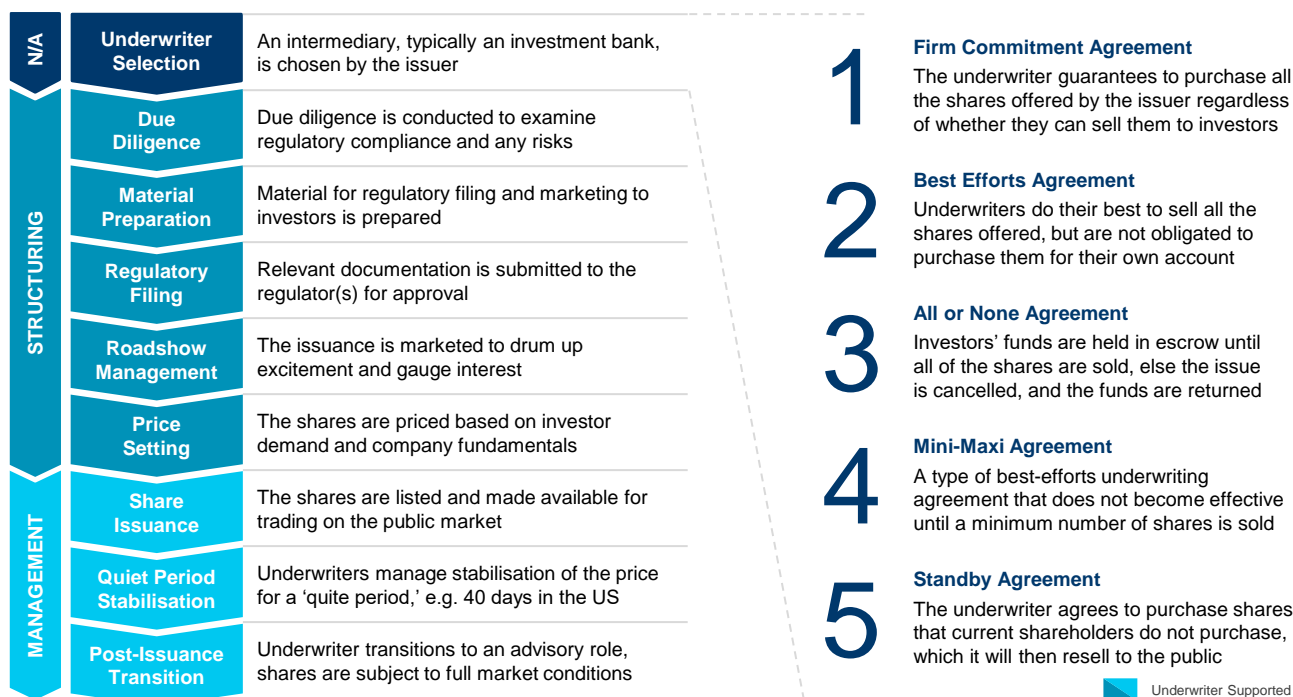 N/A
Underwriter
Selection
An intermediary, typically an investment bank,
is chosen by the issuer
STRUCTURING
Due
Diligence
Due diligence is conducted to examine
regulatory compliance and any risks
Material
Preparation
Material for regulatory filing and marketing to
investors is prepared
Regulatory
Filing
Relevant documentation is submitted to the
regulator(s) for approval
Roadshow
Management
The issuance is marketed to drum up
excitement and gauge interest
Price
Setting
The shares are priced based on investor
demand and company fundamentals
MANAGEMENT
Share
Issuance
The shares are listed and made available for
trading on the public market
Quiet Period
Stabilisation
Underwriters manage stabilisation of the price
for a ‘quite period,’ e.g. 40 days in the US
Post-Issuance
Transition
Underwriter transitions to an advisory role,
shares are subject to full market conditions
1
Firm Commitment Agreement
The underwriter guarantees to purchase all
the shares offered by the issuer regardless
of whether they can sell them to investors
2
Best Efforts Agreement
Underwriters do their best to sell all the
shares offered, but are not obligated to
purchase them for their own account
3
All or None Agreement
Investors’ funds are held in escrow until
all of the shares are sold, else the issue
is cancelled, and the funds are returned
4
Mini-Maxi Agreement
A type of best-efforts underwriting
agreement that does not become effective
until a minimum number of shares is sold
5
Standby Agreement
The underwriter agrees to purchase shares
that current shareholders do not purchase,
which it will then resell to the public
Underwriter Supported